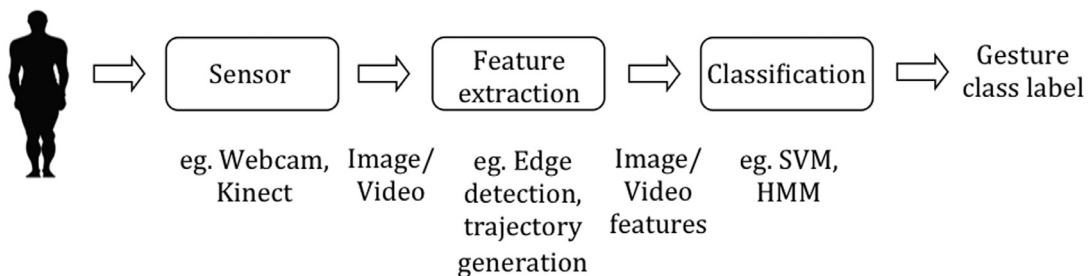 Sensor
Feature
extraction
Classification
Gesture
class label
eg. Webcam,
Kinect
Image/
Video
eg. Edge
detection,
trajectory
generation
Image/
Video
features
eg. SVM,
HMM